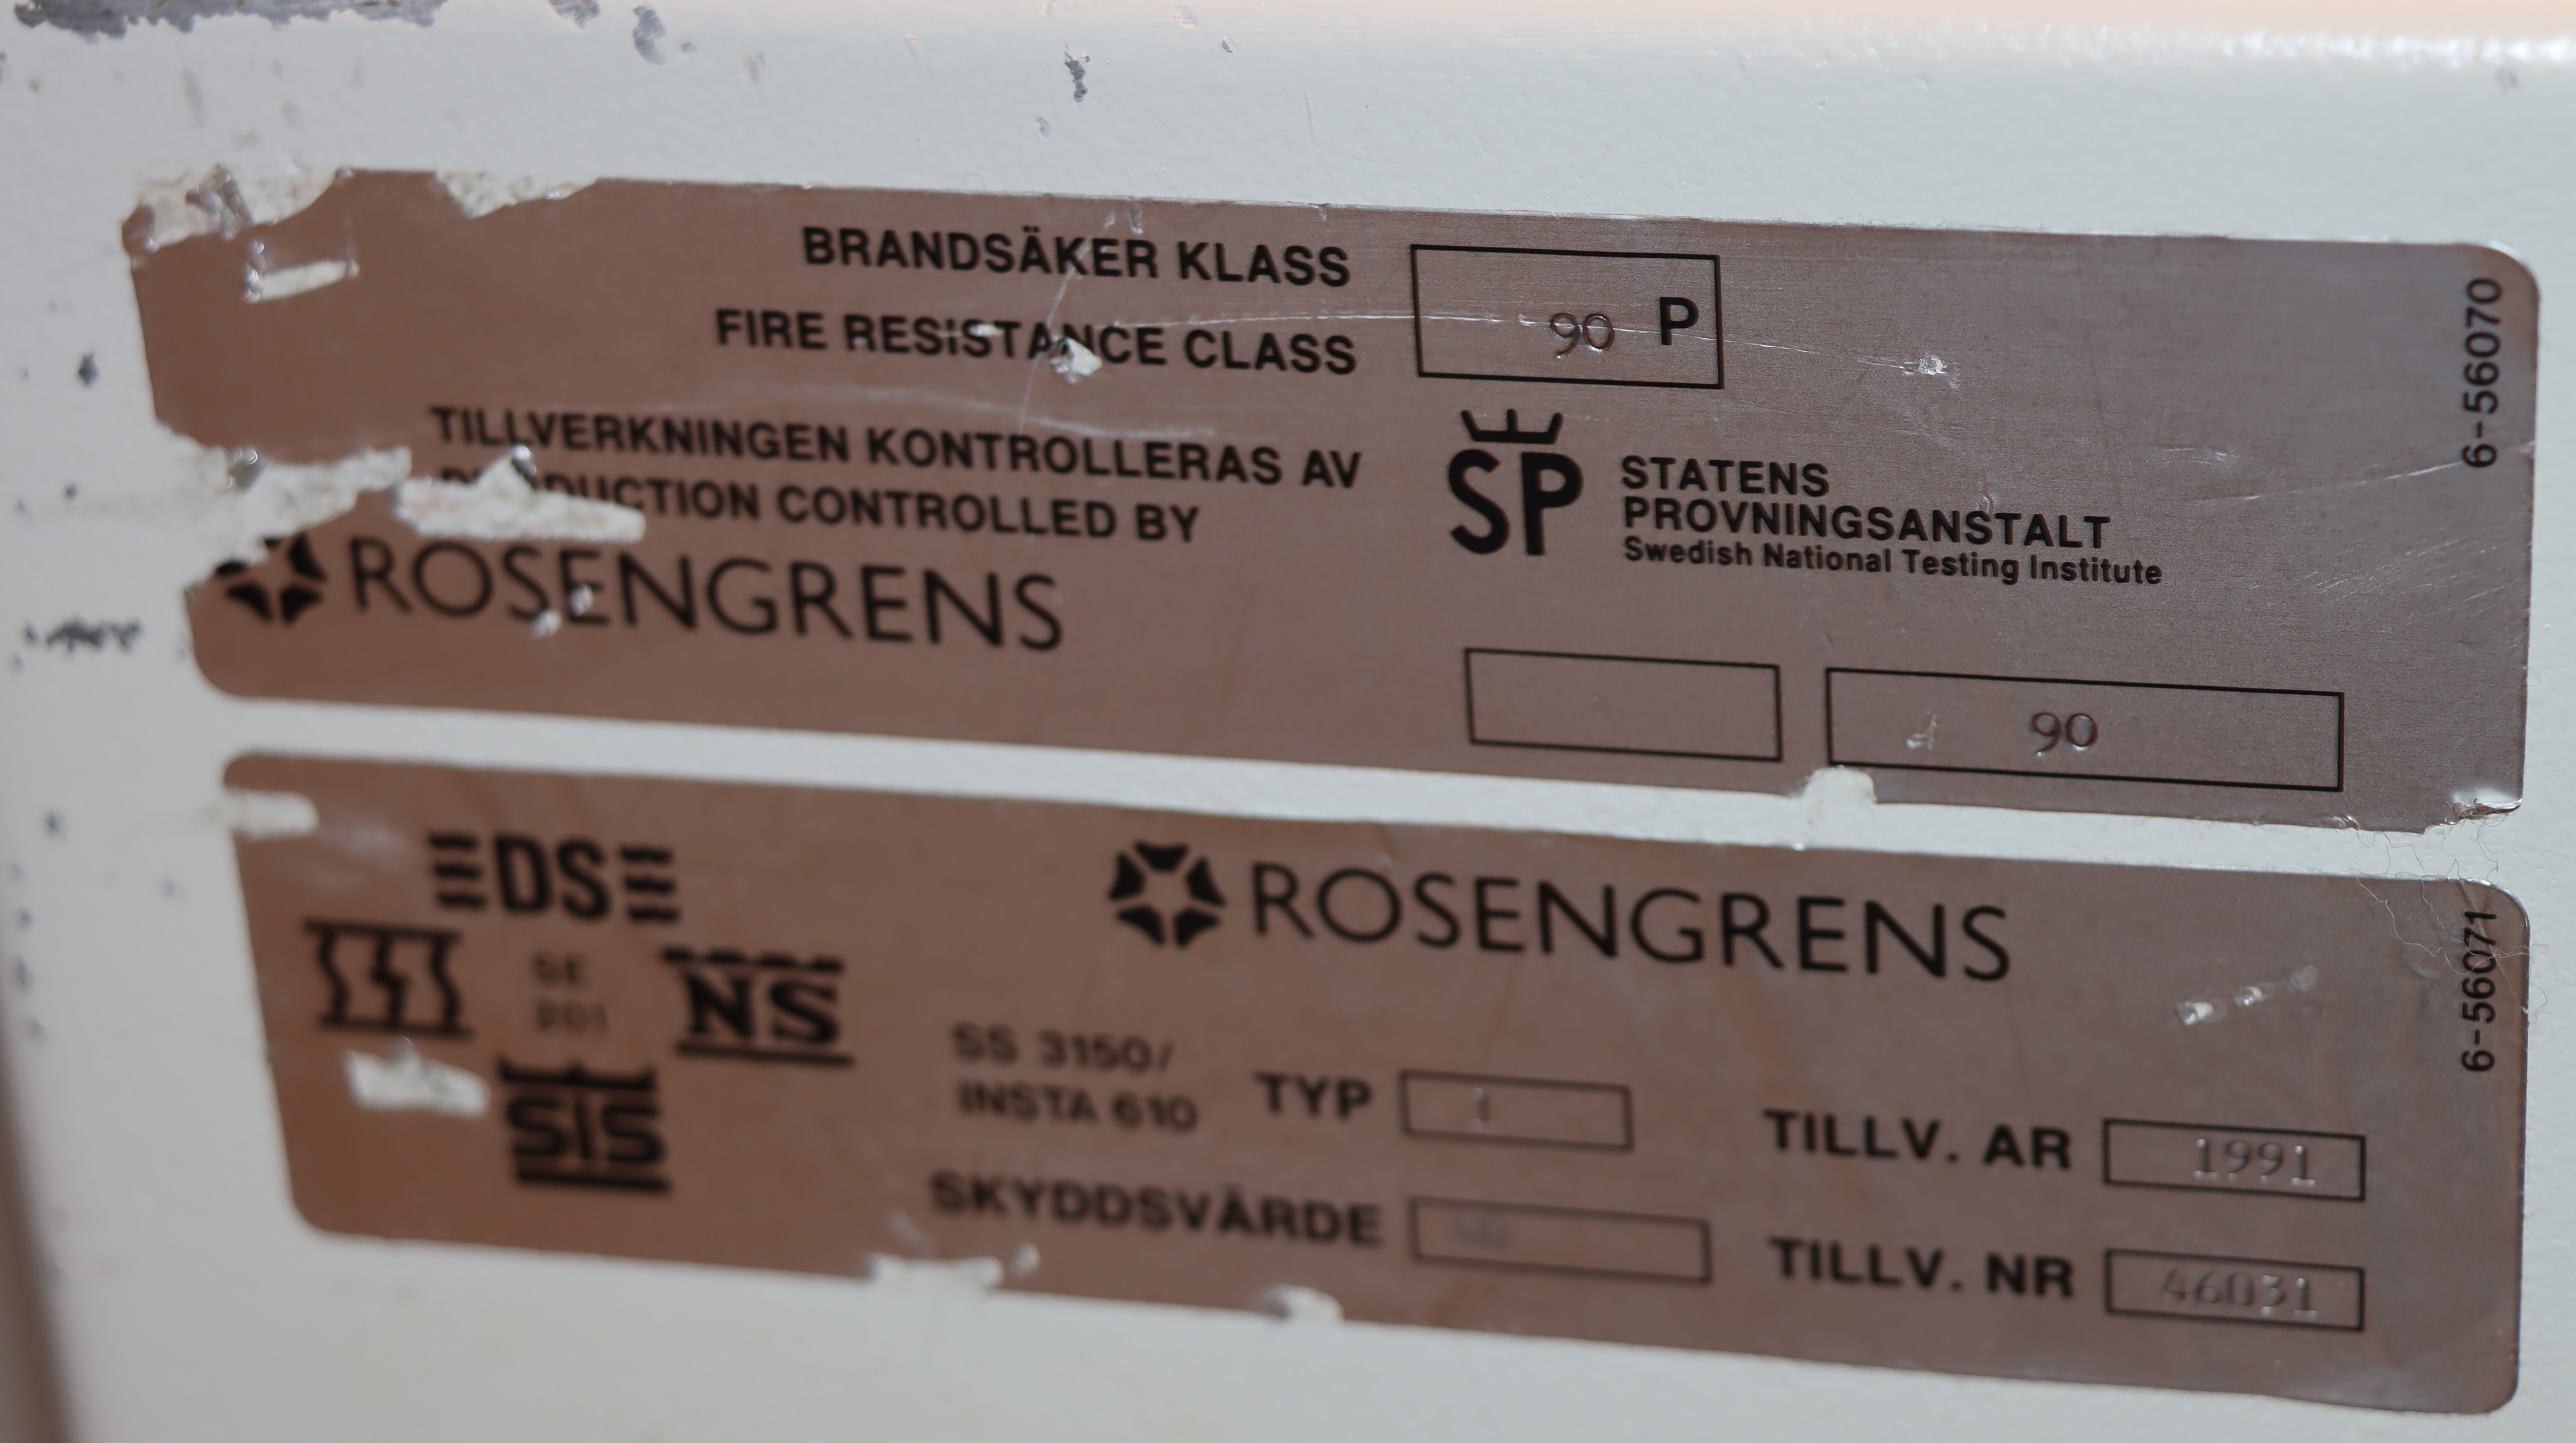 BRANDSÄKER KLASS
FIRE RESISTANCE CLASS
90 P
TILLVERKNINGEN KONTROLLERAS AV
CONTROLLED BY
SP
STATENS
PROVNINGSANSTALT
Swedish National Testing Institute
ROSENGRENS
90
6-56070
DS
NS
SIS
ROSENGRENS
SS 3150/
INSTA 610
TYP 1
SKYDDSVÄRDE
TILLV. AR 1991
TILLV. NR 46031
6-56071